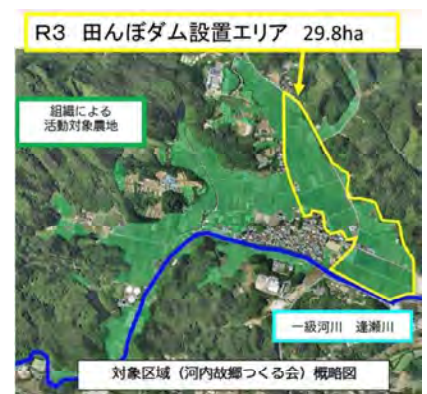 R3 田んぼダム設置エリア 29.8ha
組織による
活動対象農地
一級河川 逢瀬川
対象区域(河内故郷つくる会)概略図